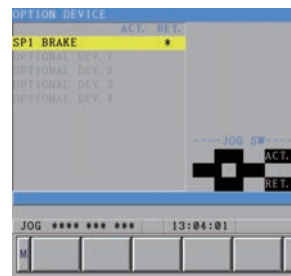 OPTION DEVICE
ACT. RET.
SP1 BRAKE *
OPTIONAL DEV. 1
OPTIONAL DEV. 2
OPTIONAL DEV. 3
OPTIONAL DEV. 4
----JOG SW----
ACT.
RET.
JOG **** *** *** 13:04:01
M